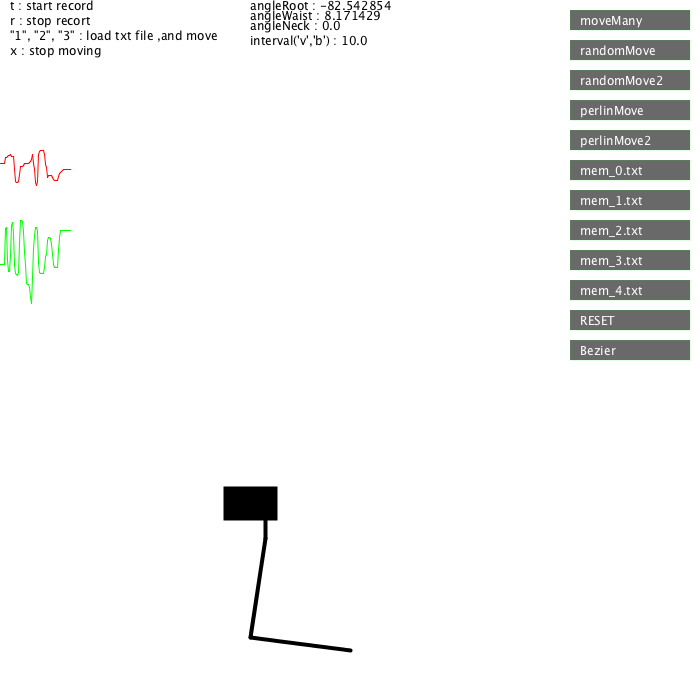 t : start record
r : stop recort
"1", "2", "3" : load txt file ,and move
x : stop moving
angleRoot : -82.542854
angleWaist : 8.171429
angleNeck : 0.0
interval('v','b') : 10.0
moveMany
randomMove
randomMove2
perlinMove
perlinMove2
mem_0.txt
mem_1.txt
mem_2.txt
mem_3.txt
mem_4.txt
RESET
Bezier